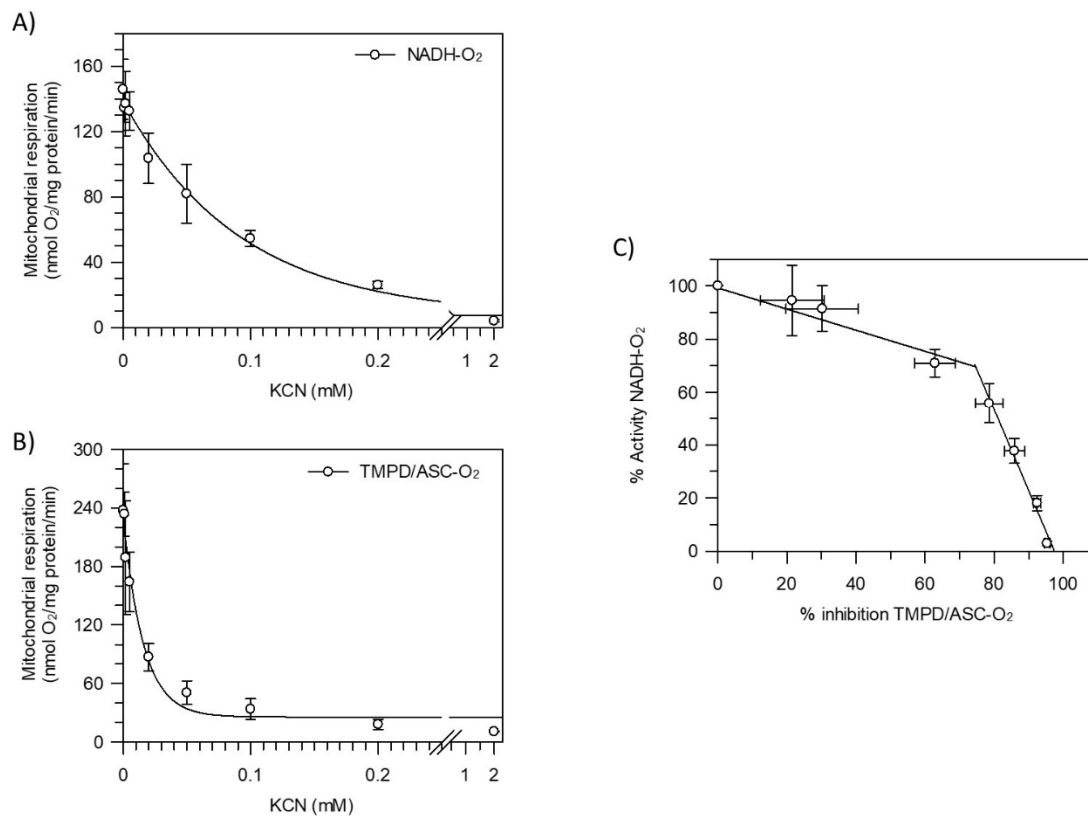 A)
NADH-O₂
Mitochondrial respiration
(nmol O₂/mg protein/min)
160
120
80
40
0
0
0.1
0.2
1
2
KCN (mM)
B)
TMPD/ASC-O₂
Mitochondrial respiration
(nmol O₂/mg protein/min)
300
240
180
120
60
0
0
0.1
0.2
1
2
KCN (mM)
C)
% Activity NADH-O₂
100
80
60
40
20
0
0
20
40
60
80
100
% inhibition TMPD/ASC-O₂